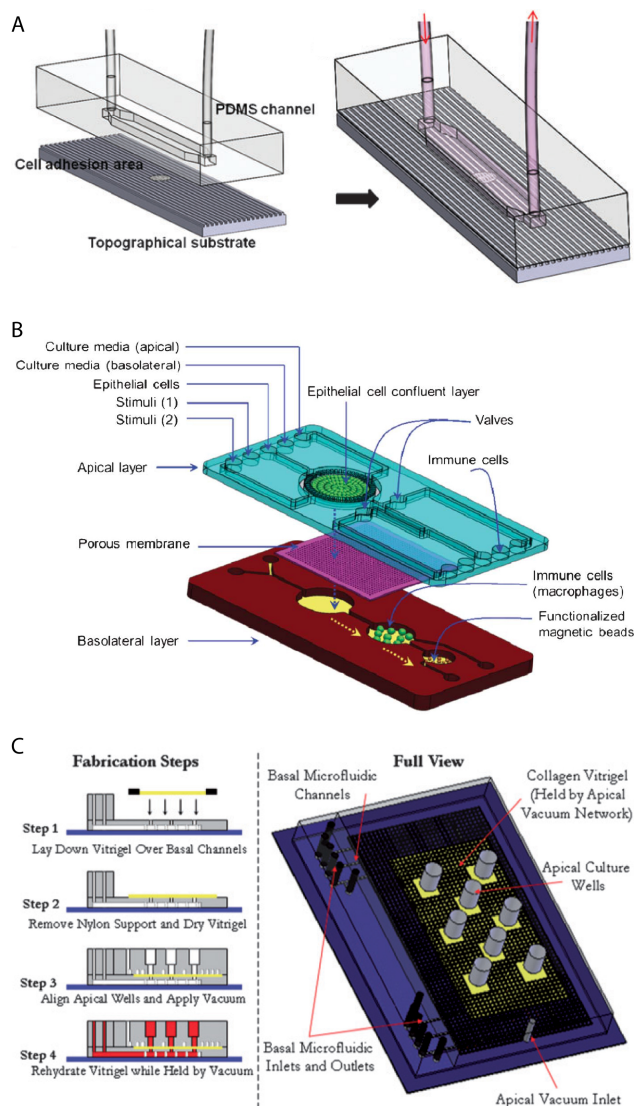 A
PDMS channel
Cell adhesion area
Topographical substrate
B
Culture media (apical)
Culture media (basolateral)
Epithelial cells
Stimuli (1)
Stimuli (2)
Apical layer
Epithelial cell confluent layer
Valves
Immune cells
Porous membrane
Immune cells
(macrophages)
Functionalized
magnetic beads
Basolateral layer
C
Fabrication Steps
Step 1
Lay Down Vitrigel Over Basal Channels
Step 2
Remove Nylon Support and Dry Vitrigel
Step 3
Align Apical Wells and Apply Vacuum
Step 4
Rehydrate Vitrigel while Held by Vacuum
Full View
Basal Microfluidic
Channels
Collagen Vitrigel
(Held by Apical
Vacuum Network)
Apical Culture
Wells
Basal Microfluidic
Inlets and Outlets
Apical Vacuum Inlet